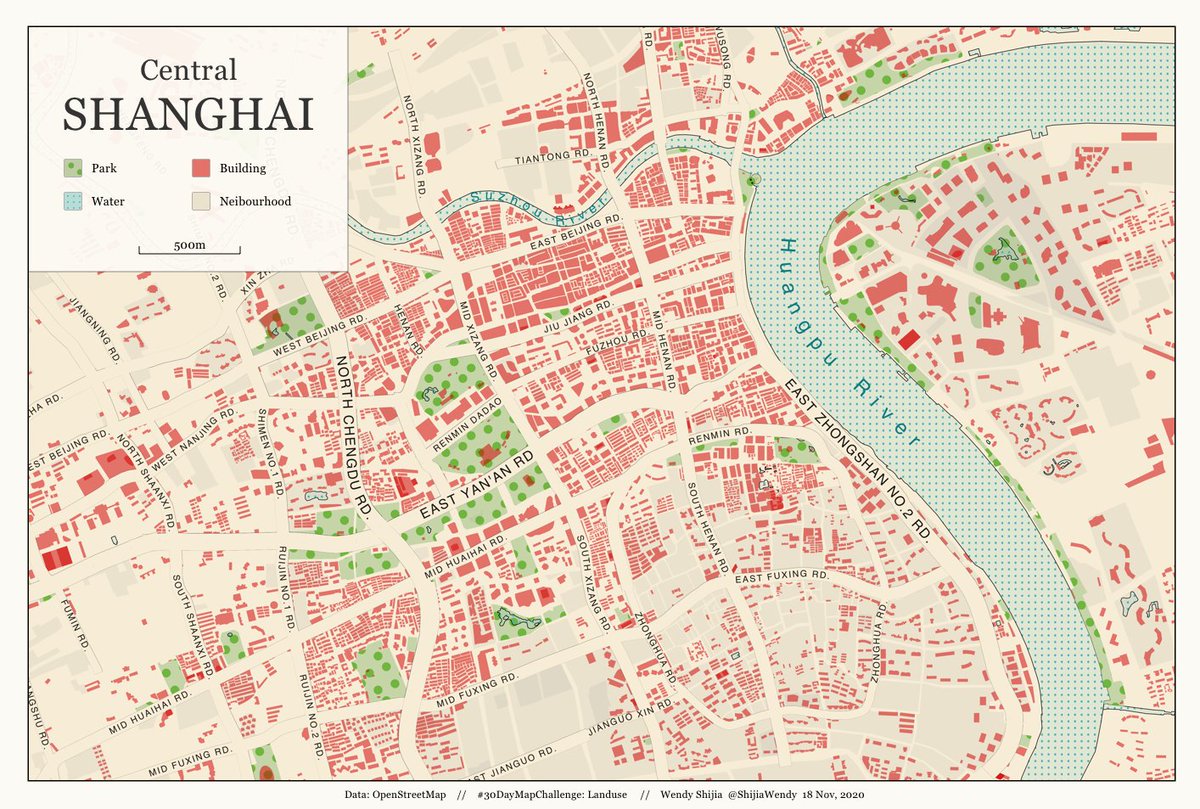 Central
SHANGHAI
Park
Building
Water
Neibourhood
500m
NORTH XIZANG RD.
NORTH HENAN RD.
RD.
WUSONG RD.
TIANTONG RD.
Suzhou River
EAST BEIJING RD.
Huangpu River
JIANGNING RD.
2 RD.
WEST BEIJING RD.
HENAN RD.
MID XIZANG RD.
JIU JIANG RD.
FUZHOU RD.
MID HENAN RD.
NORTH CHENGDU RD.
RENMIN DADAO
EAST ZHONGSHAN NO.2 RD.
RENMIN RD.
EAST YAN'AN RD
HA RD.
EST BEIJING RD
WEST NANJING RD.
NORTH SHAANXI RD.
SHIMEN NO.1 RD.
MID HUAIHAI RD.
SOUTH HENAN RD.
SOUTH XIZANG RD.
EAST FUXING RD.
RUIJIN NO.1 RD.
SOUTH SHAANXI RD.
FUMIN RD.
ZHONGHUA RD.
ZHONGHUA RD.
MID HUAIHAI RD.
RUIJIN NO.2 RD.
MID FUXING RD.
JIANGUO XIN RD.
ANGSHU RD.
MID FUXING RD.
AST JIANGUO RD.
Data: OpenStreetMap // #30DayMapChallenge: Landuse // Wendy Shijia @ShijiaWendy 18 Nov, 2020